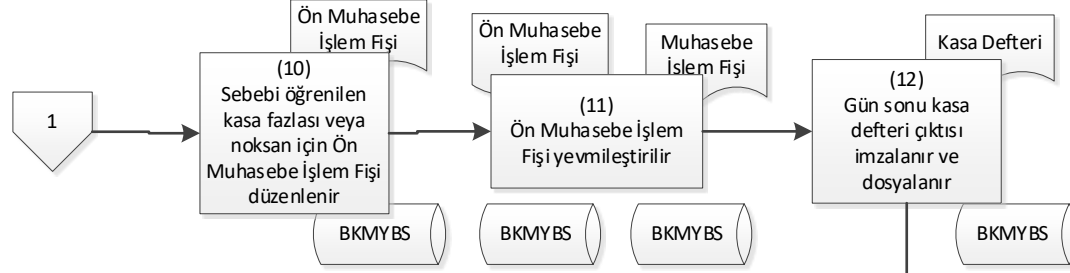 1
Ön Muhasebe
İşlem Fişi
(10)
Sebebi öğrenilen
kasa fazlası veya
noksan için Ön
Muhasebe İşlem Fişi
düzenlenir
BKMYBS
Ön Muhasebe
İşlem Fişi
Muhasebe
İşlem Fişi
(11)
Ön Muhasebe İşlem
Fişi yevmileştirilir
BKMYBS
BKMYBS
Kasa Defteri
(12)
Gün sonu kasa
defteri çıktısı
imzalanır ve
dosyalanır
BKMYBS